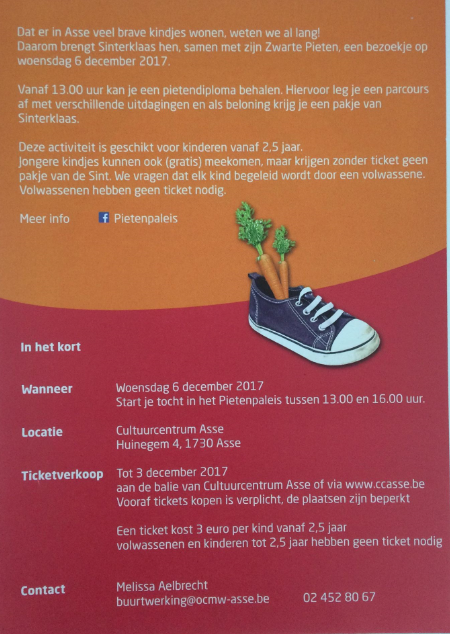 Dat er in Asse veel brave kindjes wonen, weten we al lang!
Daarom brengt Sinterklaas hen, samen met zijn Zwarte Pieten, een bezoekje op
woensdag 6 december 2017.
Vanaf 13.00 uur kan je een pietendiploma behalen. Hiervoor leg je een parcours
af met verschillende uitdagingen en als beloning krijg je een pakje van
Sinterklaas.
Deze activiteit is geschikt voor kinderen vanaf 2,5 jaar.
Jongere kindjes kunnen ook (gratis) meekomen, maar krijgen zonder ticket geen
pakje van de Sint. We vragen dat elk kind begeleid wordt door een volwassene.
Volwassenen hebben geen ticket nodig.
Meer info f Pietenpaleis
In het kort
Wanneer Woensdag 6 december 2017
Start je tocht in het Pietenpaleis tussen 13.00 en 16.00 uur.
Locatie Cultuurcentrum Asse
Huinegem 4, 1730 Asse
Ticketverkoop Tot 3 december 2017
aan de balie van Cultuurcentrum Asse of via www.ccasse.be
Vooraf tickets kopen is verplicht, de plaatsen zijn beperkt
Een ticket kost 3 euro per kind vanaf 2,5 jaar
volwassenen en kinderen tot 2,5 jaar hebben geen ticket nodig
Contact Melissa Aelbrecht
buurtwerking@ocmw-asse.be 02 452 80 67